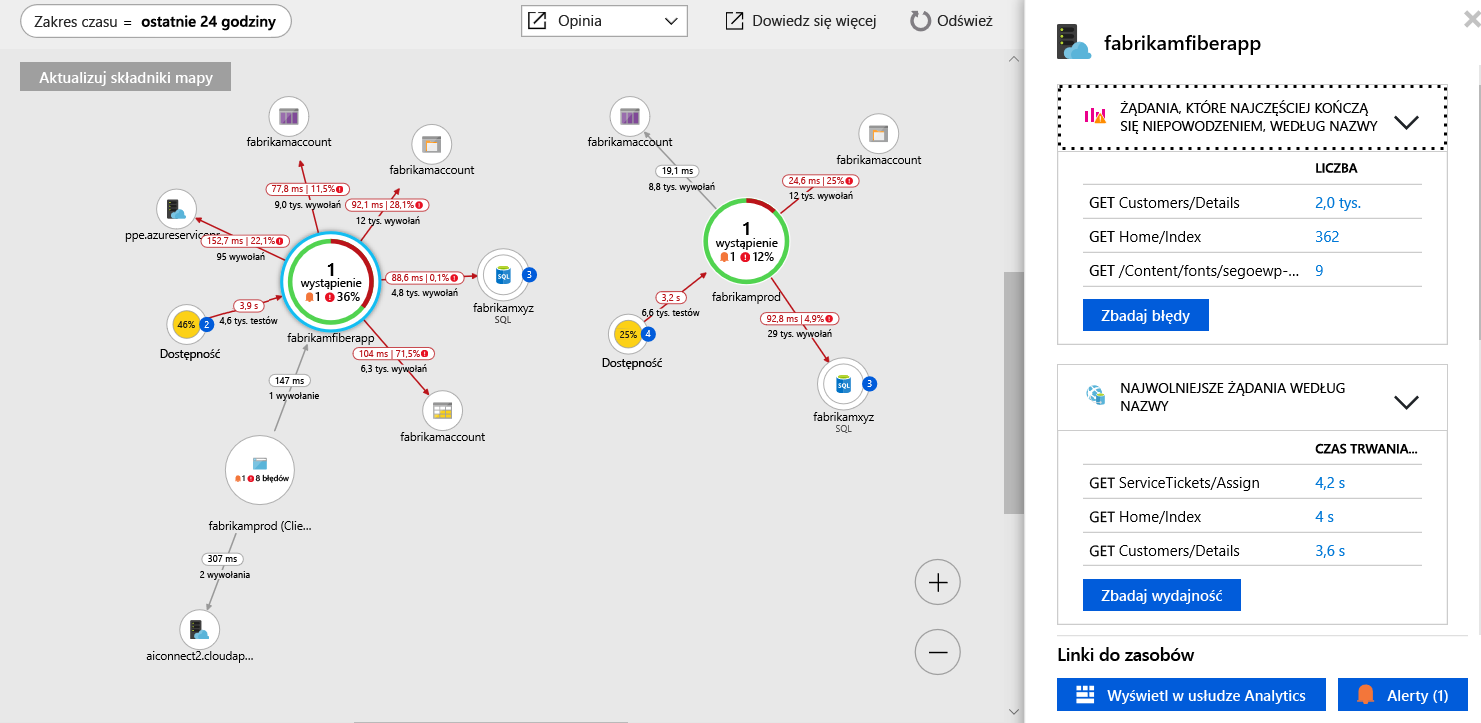 Zakres czasu = ostatnie 24 godziny
Opinia
Dowiedz się więcej
Odśwież
Aktualizuj składniki mapy
fabrikamaccount
fabrikamaccount
77,8 ms | 11,5%
9,0 tys. wywołań
92,1 ms | 28,1%
12 tys. wywołań
152,7 ms | 22,1%
95 wywołań
1
wystąpienie
1 36%
fabrikamfiberapp
88,6 ms | 0,1%
4,8 tys. wywołań
SQL
3
fabrikamxyz
SQL
3,9 s
4,6 tys. testów
46%
2
Dostępność
104 ms | 71,5%
6,3 tys. wywołań
fabrikamaccount
147 ms
1 wywołanie
1 8 błędów
fabrikamprod (Clie...
307 ms
2 wywołania
aiconnect2.cloudap...
fabrikamaccount
fabrikamaccount
19,1 ms
8,8 tys. wywołań
24,6 ms | 25%
12 tys. wywołań
1
wystąpienie
1 12%
fabrikamprod
3,2 s
6,6 tys. testów
25%
4
Dostępność
92,8 ms | 4,9%
29 tys. wywołań
SQL
3
fabrikamxyz
SQL
fabrikamfiberapp
ŻĄDANIA, KTÓRE NAJCZĘŚCIEJ KOŃCZĄ
SIĘ NIEPOWODZENIEM, WEDŁUG NAZWY
LICZBA
GET Customers/Details 2,0 tys.
GET Home/Index 362
GET /Content/fonts/segoewp-... 9
Zbadaj błędy
NAJWOLNIEJSZE ŻĄDANIA WEDŁUG
NAZWY
CZAS TRWANIA...
GET ServiceTickets/Assign 4,2 s
GET Home/Index 4 s
GET Customers/Details 3,6 s
Zbadaj wydajność
Linki do zasobów
Wyświetl w usłudze Analytics
Alerty (1)